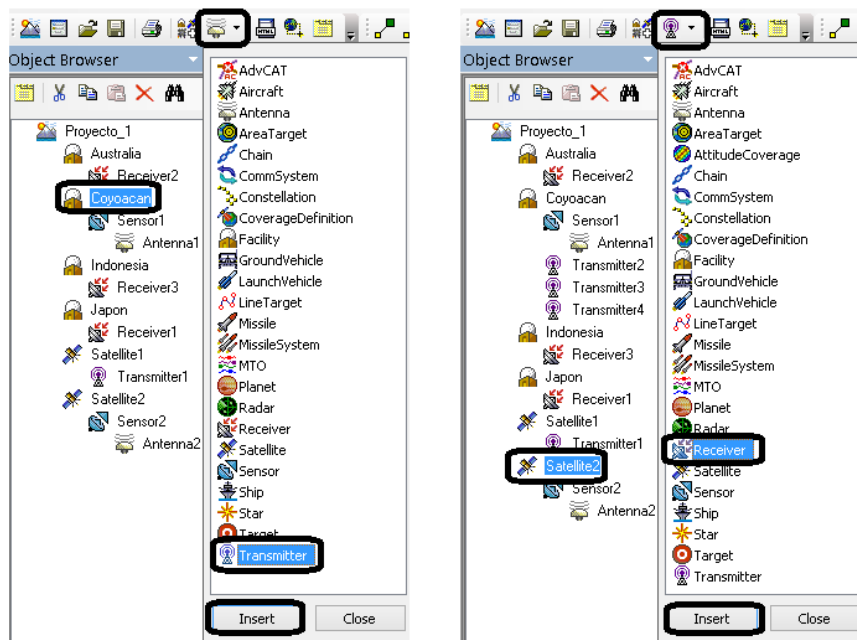 Object Browser
Proyecto_1
Australia
Receiver2
Coyoacan
Sensor1
Antenna1
Indonesia
Receiver3
Japon
Receiver1
Satellite1
Transmitter1
Satellite2
Sensor2
Antenna2
AdvCAT
Aircraft
Antenna
AreaTarget
Chain
CommSystem
Constellation
CoverageDefinition
Facility
GroundVehicle
LaunchVehicle
LineTarget
Missile
MissileSystem
MTO
Planet
Radar
Receiver
Satellite
Sensor
Ship
Star
Target
Transmitter
Insert
Close
Object Browser
Proyecto_1
Australia
Receiver2
Coyoacan
Sensor1
Antenna1
Transmitter2
Transmitter3
Transmitter4
Indonesia
Receiver3
Japon
Receiver1
Satellite1
Transmitter1
Satellite2
Sensor2
Antenna2
AdvCAT
Aircraft
Antenna
AreaTarget
AttitudeCoverage
Chain
CommSystem
Constellation
CoverageDefinition
Facility
GroundVehicle
LaunchVehicle
LineTarget
Missile
MissileSystem
MTO
Planet
Radar
Receiver
Satellite
Sensor
Ship
Star
Target
Transmitter
Insert
Close